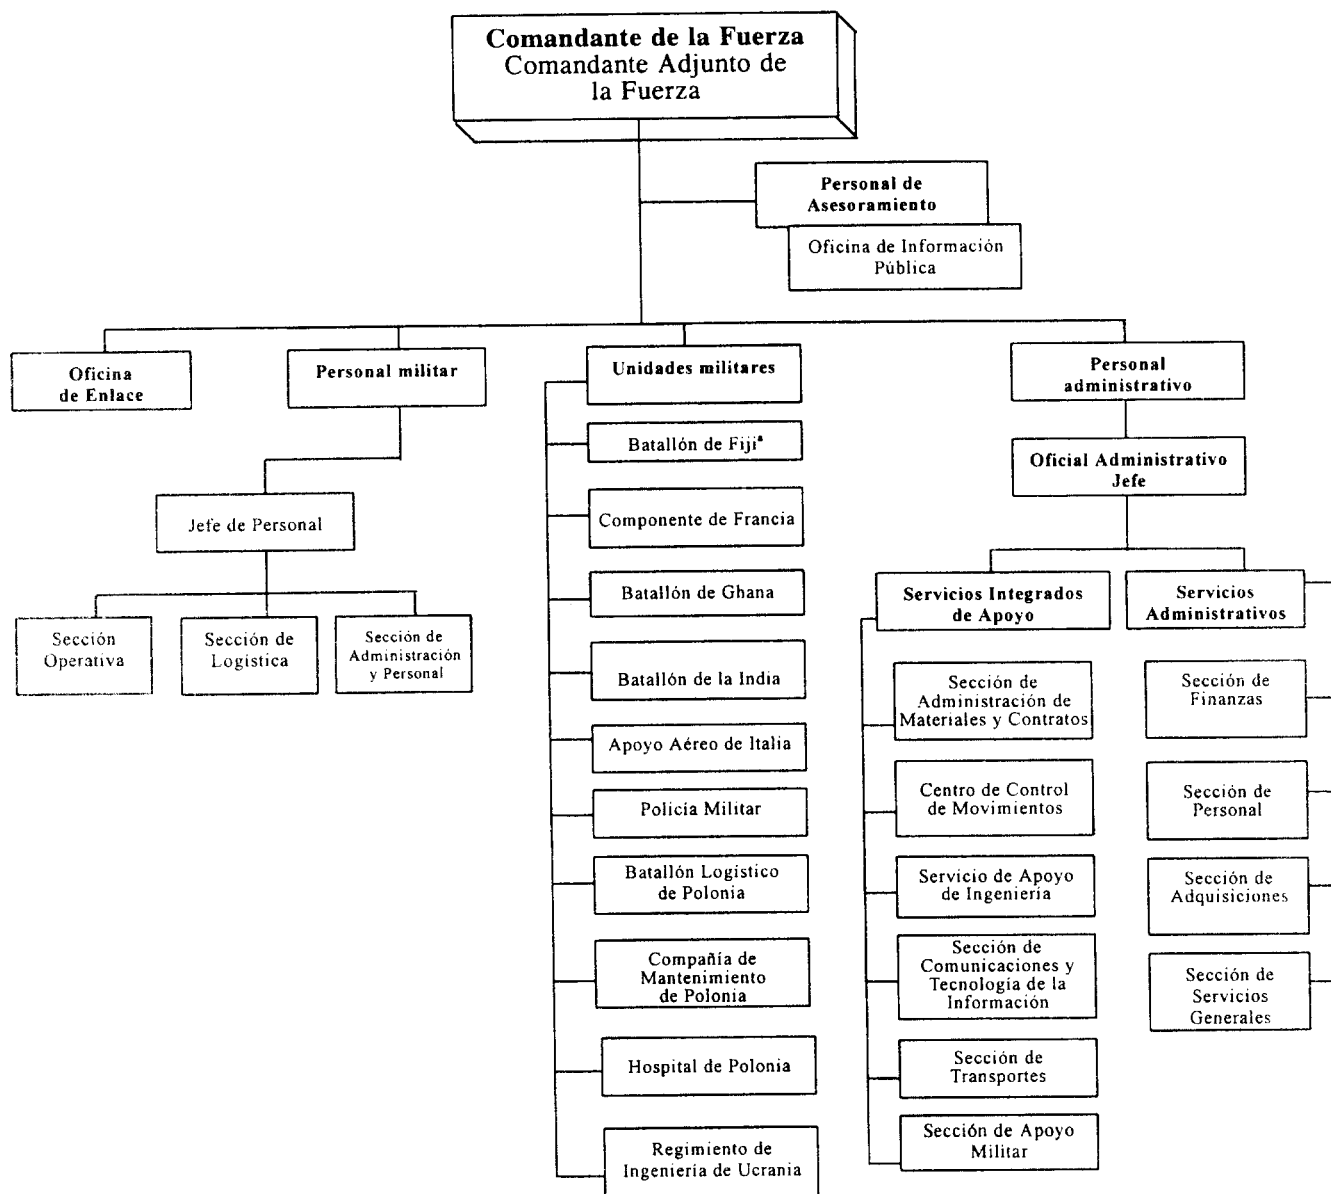 Comandante de la Fuerza
Comandante Adjunto de
la Fuerza
Personal de
Asesoramiento
Oficina de Información
Pública
Oficina
de Enlace
Personal militar
Unidades militares
Personal
administrativo
Jefe de Personal
Sección
Operativa
Sección de
Logística
Sección de
Administración
y Personal
Batallón de Fijiª
Componente de Francia
Batallón de Ghana
Batallón de la India
Apoyo Aéreo de Italia
Policía Militar
Batallón Logístico
de Polonia
Compañía de
Mantenimiento
de Polonia
Hospital de Polonia
Regimiento de
Ingeniería de Ucrania
Oficial Administrativo
Jefe
Servicios Integrados
de Apoyo
Sección de
Administración de
Materiales y Contratos
Centro de Control
de Movimientos
Servicio de Apoyo
de Ingeniería
Sección de
Comunicaciones y
Tecnología de la
Información
Sección de
Transportes
Sección de Apoyo
Militar
Servicios
Administrativos
Sección de
Finanzas
Sección de
Personal
Sección de
Adquisiciones
Sección de
Servicios
Generales